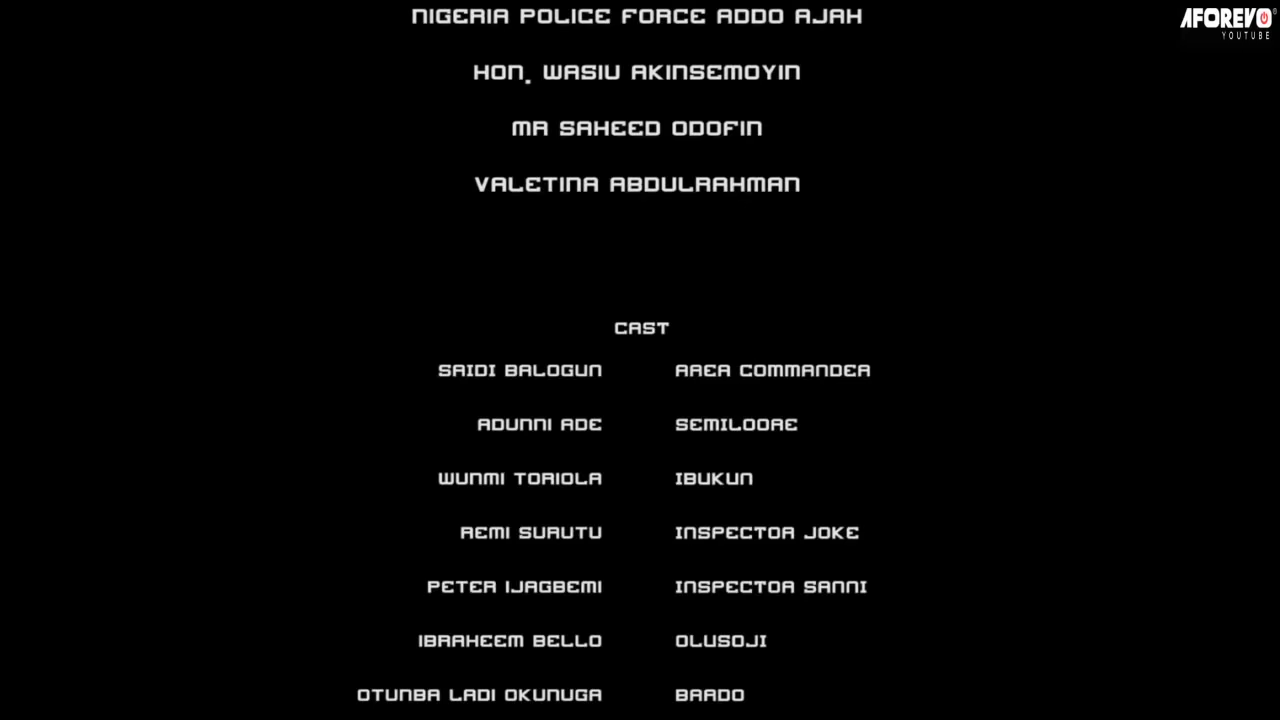 NIGERIA POLICE FORCE ADDO AJAH
AFOREVO
YOUTUBE
HON. WASIU AKINSEMOYIN
MR SAHEED ODOFIN
VALETINA ABDULRAHMAN
CAST
SAIDI BALOGUN AREA COMMANDER
ADUNNI ADE SEMILOORE
WUNMI TORIOLA IBUKUN
REMI SURUTU INSPECTOR JOKE
PETER IJAGBEMI INSPECTOR SANNI
IBRAHEEM BELLO OLUSOJI
OTUNBA LADI OKUNUGA BARDO